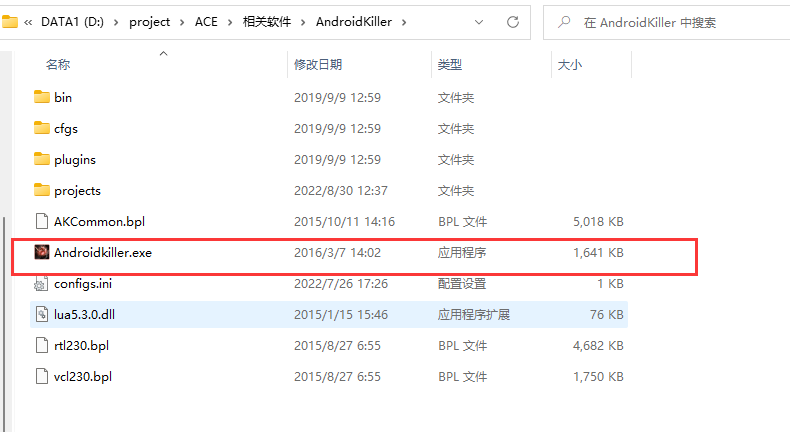 « DATA1 (D:) › project › ACE › 相关软件 › AndroidKiller › 在 AndroidKiller 中搜索
名称 修改日期 类型 大小
bin 2019/9/9 12:59 文件夹
cfgs 2019/9/9 12:59 文件夹
plugins 2019/9/9 12:59 文件夹
projects 2022/8/30 12:37 文件夹
AKCommon.bpl 2015/10/11 14:16 BPL 文件 5,018 KB
Androidkiller.exe 2016/3/7 14:02 应用程序 1,641 KB
configs.ini 2022/7/26 17:26 配置设置 1 KB
lua5.3.0.dll 2015/1/15 15:46 应用程序扩展 76 KB
rtl230.bpl 2015/8/27 6:55 BPL 文件 4,682 KB
vcl230.bpl 2015/8/27 6:55 BPL 文件 1,750 KB